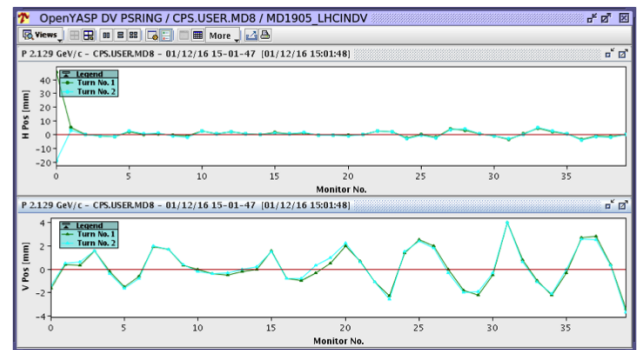 OpenYASP DV PSRING / CPS.USER.MD8 / MD1905_LHCINDV
Views More
P 2.129 GeV/c - CPS.USER.MD8 - 01/12/16 15-01-47 [01/12/16 15:01:48]
Legend
Turn No. 1
Turn No. 2
H Pos [mm]
40
30
20
10
0
-10
-20
0 5 10 15 20 25 30 35
Monitor No.
P 2.129 GeV/c - CPS.USER.MD8 - 01/12/16 15-01-47 [01/12/16 15:01:48]
Legend
Turn No. 1
Turn No. 2
V Pos [mm]
4
2
0
-2
-4
0 5 10 15 20 25 30 35
Monitor No.